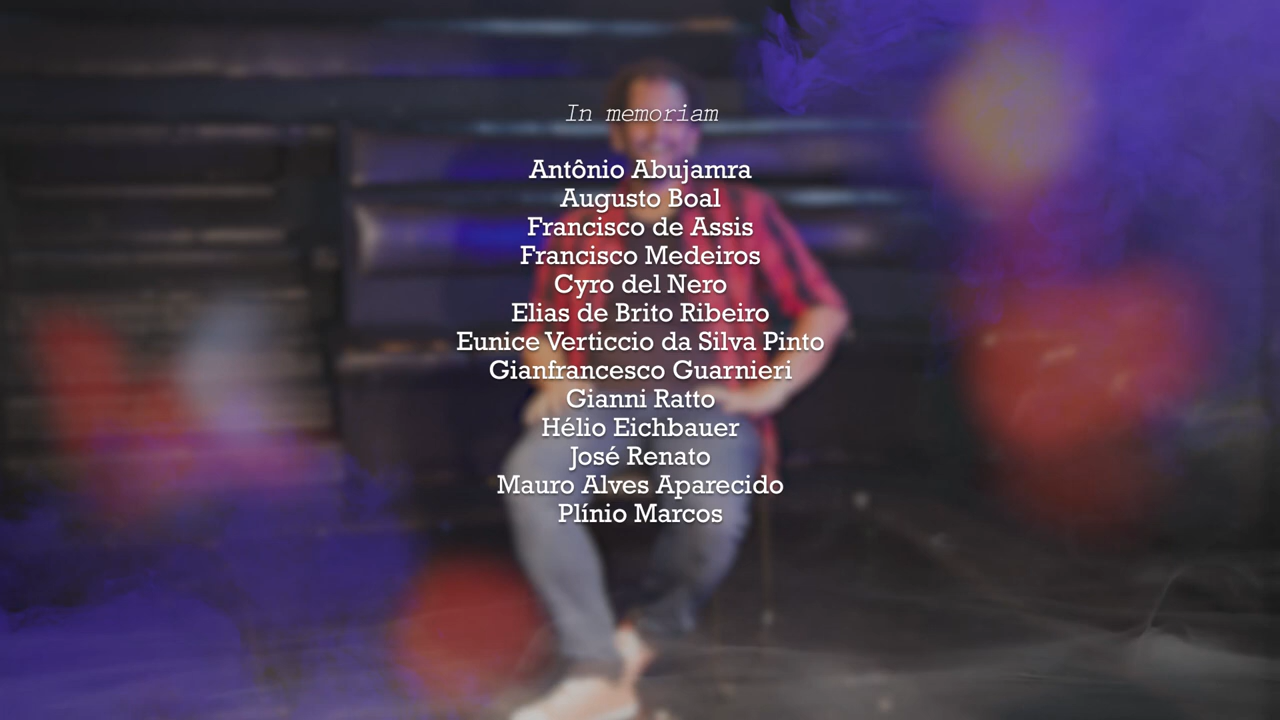 In memoriam
Antônio Abujamra
Augusto Boal
Francisco de Assis
Francisco Medeiros
Cyro del Nero
Elias de Brito Ribeiro
Eunice Verticcio da Silva Pinto
Gianfrancesco Guarnieri
Gianni Ratto
Hélio Eichbauer
José Renato
Mauro Alves Aparecido
Plínio Marcos